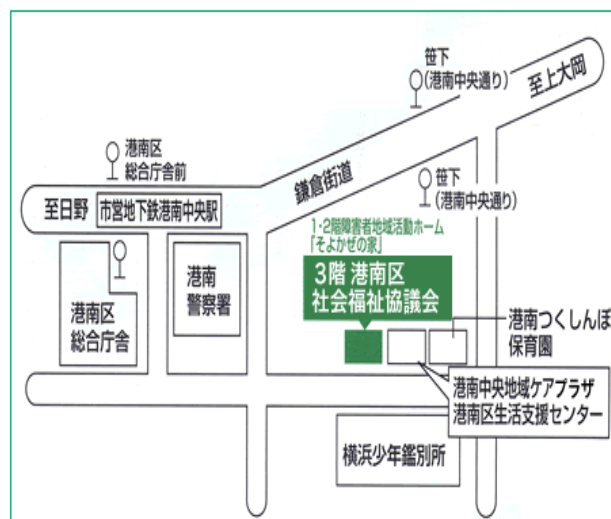 笹下
(港南中央通り)
至上大岡
港南区
総合庁舎前
鎌倉街道
笹下
(港南中央通り)
至日野
市営地下鉄港南中央駅
1・2階障害者地域活動ホーム
「そよかぜの家」
3階 港南区
社会福祉協議会
港南
警察署
港南区
総合庁舎
港南つくしんぼ
保育園
港南中央地域ケアプラザ
港南区生活支援センター
横浜少年鑑別所